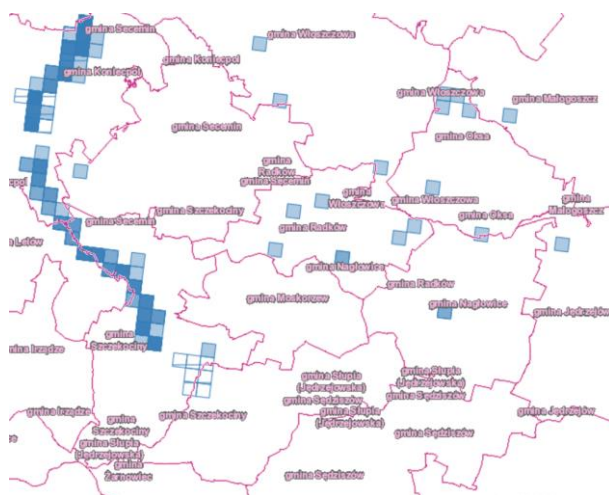 gmina Secemin
gmina Włoszczowa
gmina Koniecpol
gmina Koniecpol
gmina Włoszczowa
gmina Małogoszcz
gmina Secemin
gmina Oksa
gmina
Radków
gmina Secemin
gmina
Włoszczowa
gmina Włoszczowa
gmina
Małogoszcz
gmina Szczekociny
gmina Oksa
gmina Secemin
gmina Radków
a Lelów
gmina Nagłowice
gmina Radków
gmina Moskorzew
gmina Nagłowice
gmina Jędrzejów
gmina
Szczekociny
mina Irządze
gmina Słupia
(Jędrzejowska)
gmina Słupia
(Jędrzejowska)
gmina Sędziszów
gmina Sędziszów
gmina Irządze
gmina Szczekociny
gmina Słupia
(Jędrzejowska)
gmina Jędrzejów
gmina
Szczekociny
gmina Słupia
(Jędrzejowska)
gmina Sędziszów
gmina
Żarnowiec
gmina Sędziszów